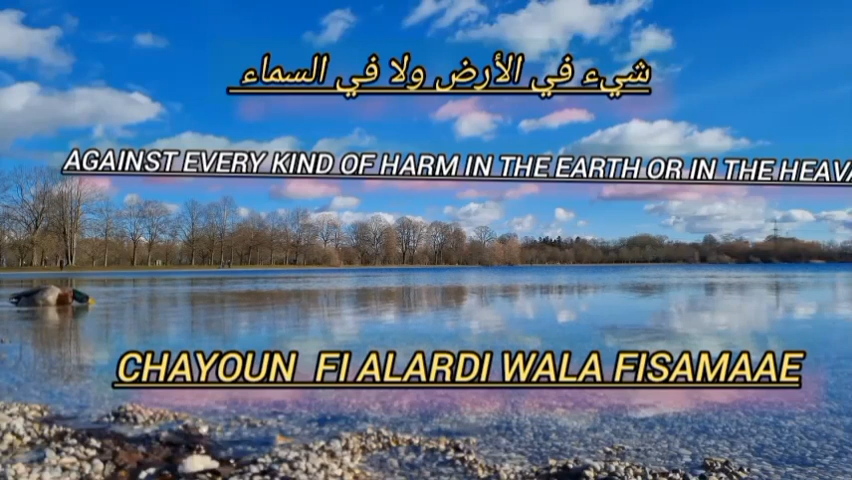 شيء في الأرض ولا في السماء
AGAINST EVERY KIND OF HARM IN THE EARTH OR IN THE
CHAYOUN FI ALARDI WALA FISAMAAE